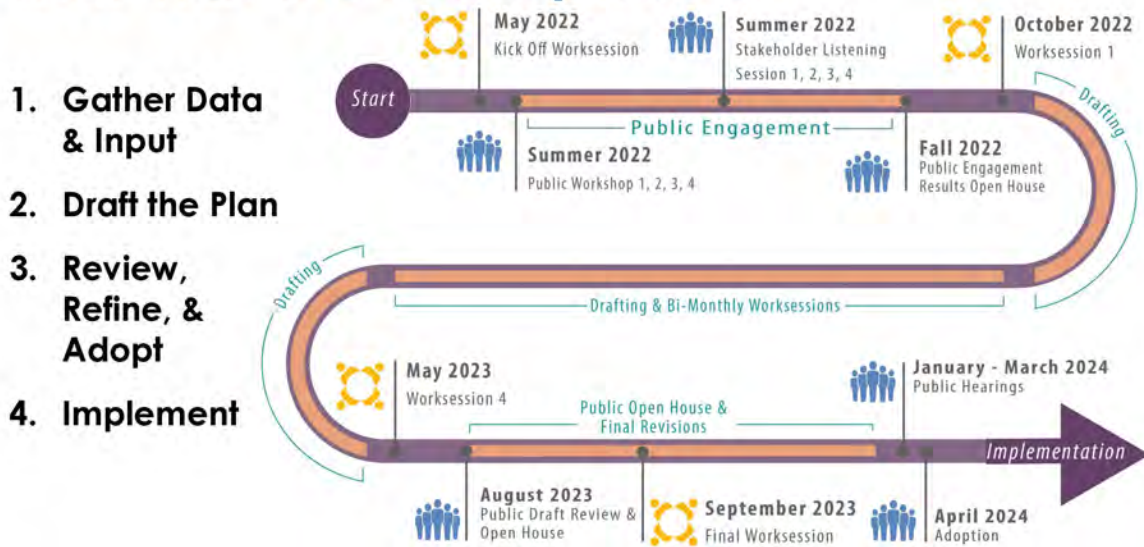 1. Gather Data
& Input
2. Draft the Plan
3. Review,
Refine, &
Adopt
4. Implement
Start
May 2022
Kick Off Worksession
Summer 2022
Stakeholder Listening
Session 1, 2, 3, 4
October 2022
Worksession 1
Public Engagement
Summer 2022
Public Workshop 1, 2, 3, 4
Fall 2022
Public Engagement
Results Open House
Drafting
Drafting & Bi-Monthly Worksessions
Drafting
May 2023
Worksession 4
Public Open House &
Final Revisions
January - March 2024
Public Hearings
Implementation
August 2023
Public Draft Review &
Open House
September 2023
Final Worksession
April 2024
Adoption